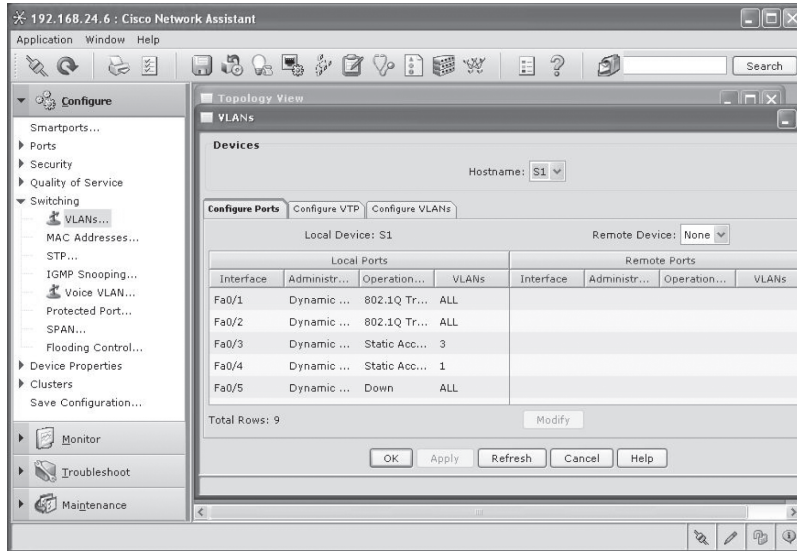 192.168.24.6 : Cisco Network Assistant
Application Window Help
Search
Configure
Smartports...
Ports
Security
Quality of Service
Switching
VLANs...
MAC Addresses...
STP...
IGMP Snooping...
Voice VLAN...
Protected Port...
SPAN...
Flooding Control...
Device Properties
Clusters
Save Configuration...
Monitor
Troubleshoot
Maintenance
Topology View
VLANs
Devices
Hostname: S1
Configure Ports Configure VTP Configure VLANs
Local Device: S1 Remote Device: None
Local Ports Remote Ports
Interface Administr... Operation... VLANs Interface Administr... Operation... VLANs
Fa0/1 Dynamic ... 802.1Q Tr... ALL
Fa0/2 Dynamic ... 802.1Q Tr... ALL
Fa0/3 Dynamic ... Static Acc... 3
Fa0/4 Dynamic ... Static Acc... 1
Fa0/5 Dynamic ... Down ALL
Total Rows: 9 Modify
OK Apply Refresh Cancel Help